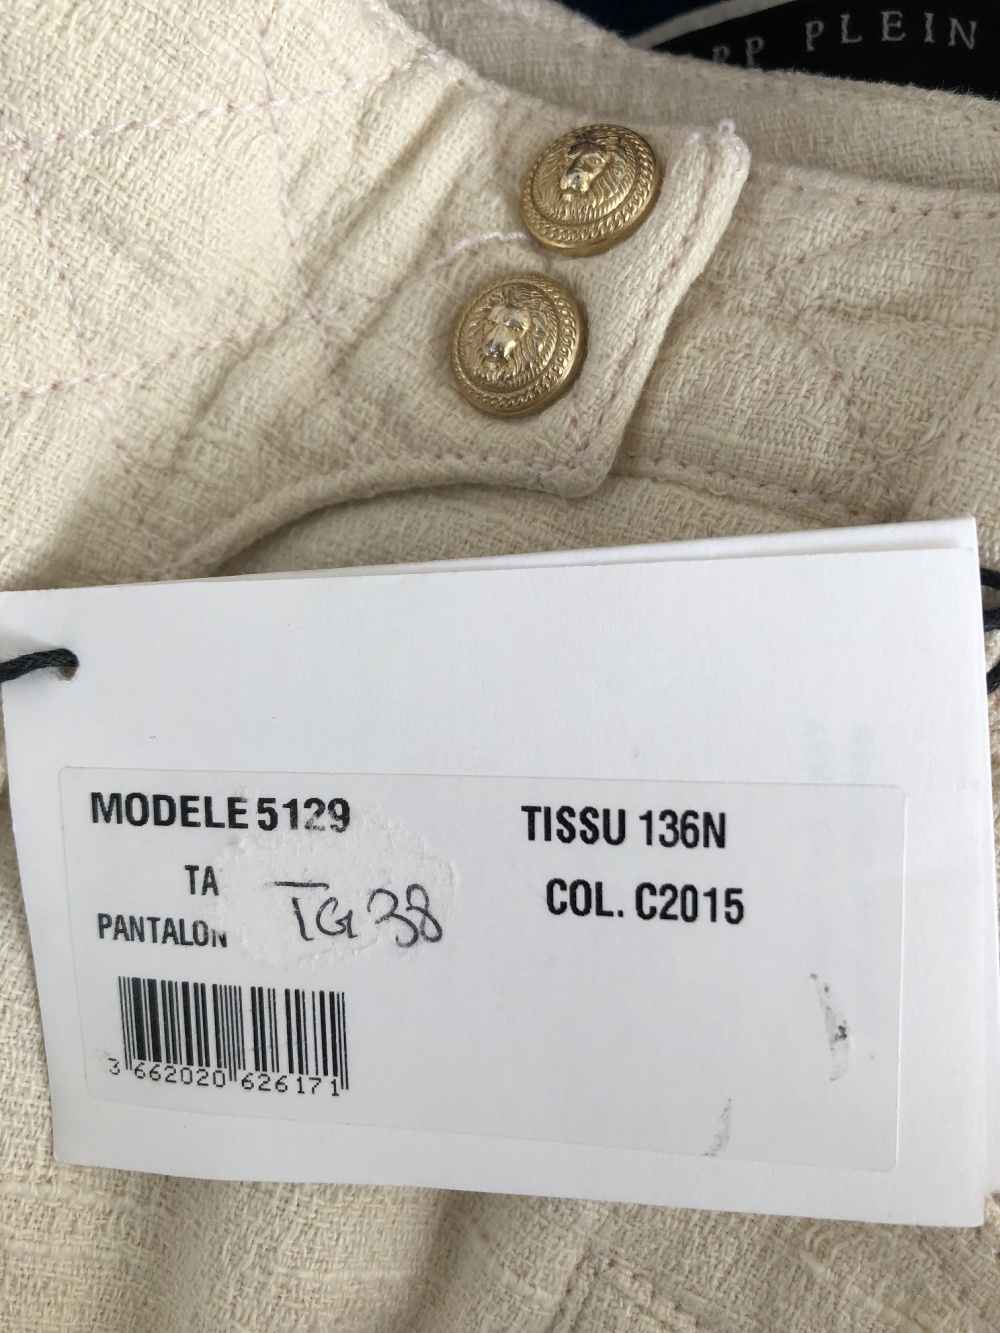 PP PLEIN
MODELE 5129
TISSU 136N
TA
TG 38
COL. C2015
PANTALON
3 662020 626171